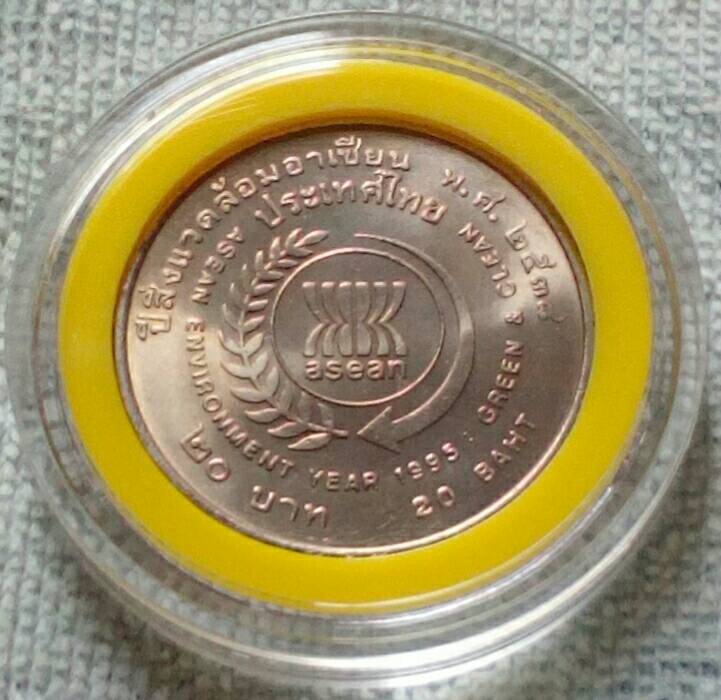 ปีสิ่งแวดล้อมอาเซียน พ.ศ. ๒๕๓๘
ประเทศไทย
ASEAN ENVIRONMENT YEAR 1995 : GREEN & CLEAN
asean
๒๐ บาท 20 BAHT